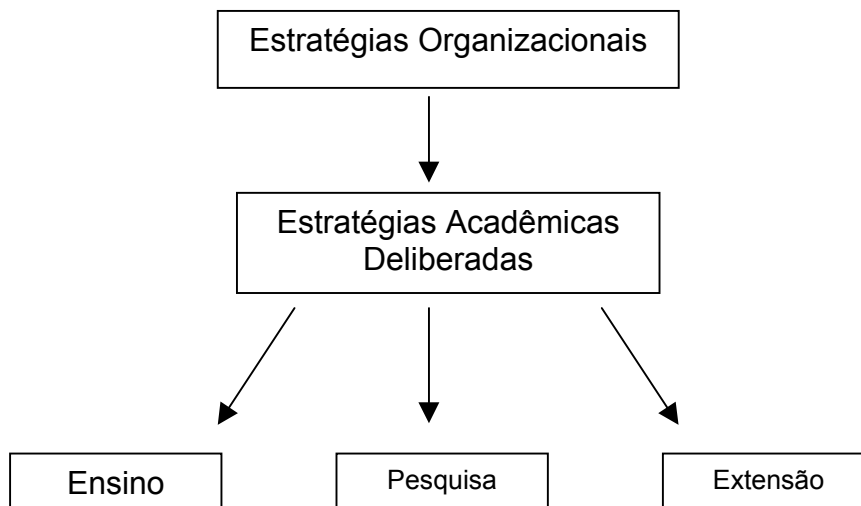 Estratégias Organizacionais
Estratégias Acadêmicas
Deliberadas
Ensino
Pesquisa
Extensão